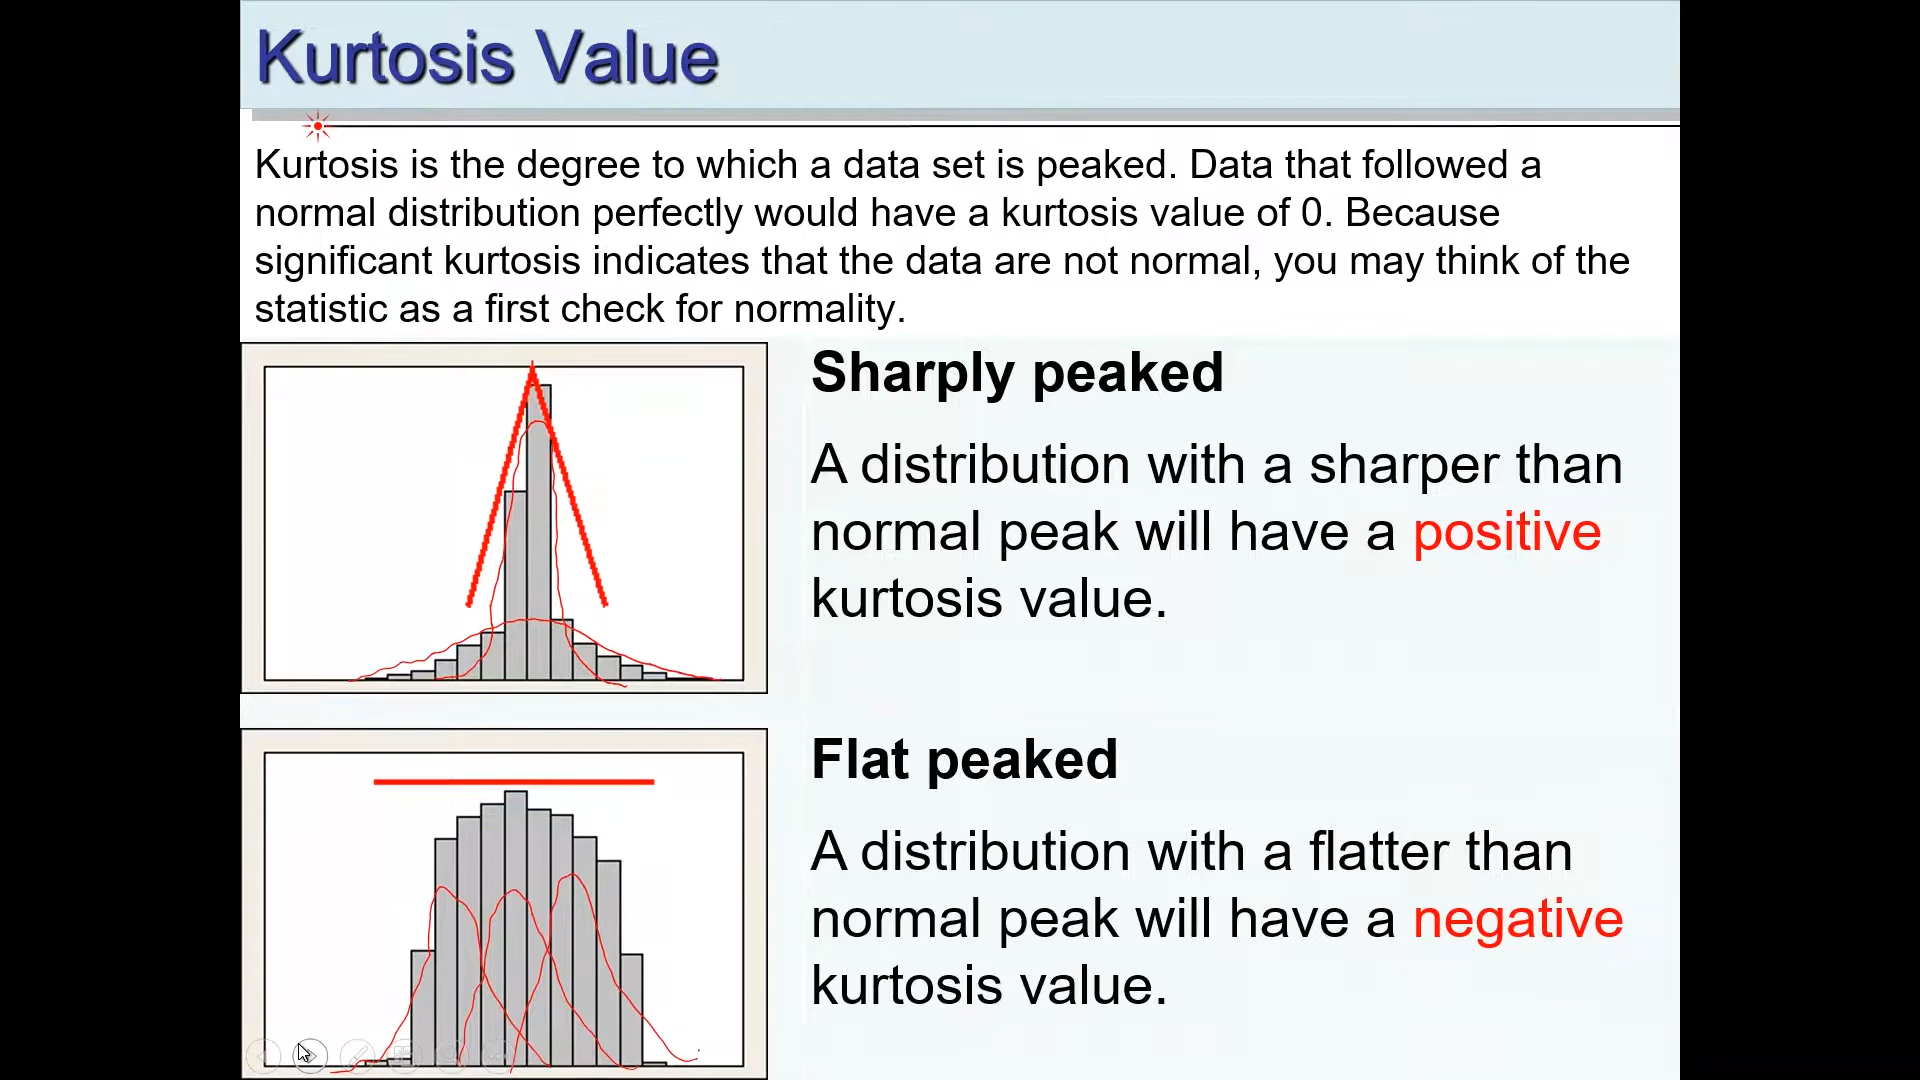 Kurtosis Value
Kurtosis is the degree to which a data set is peaked. Data that followed a
normal distribution perfectly would have a kurtosis value of 0. Because
significant kurtosis indicates that the data are not normal, you may think of the
statistic as a first check for normality.
Sharply peaked
A distribution with a sharper than
normal peak will have a positive
kurtosis value.
Flat peaked
A distribution with a flatter than
normal peak will have a negative
kurtosis value.